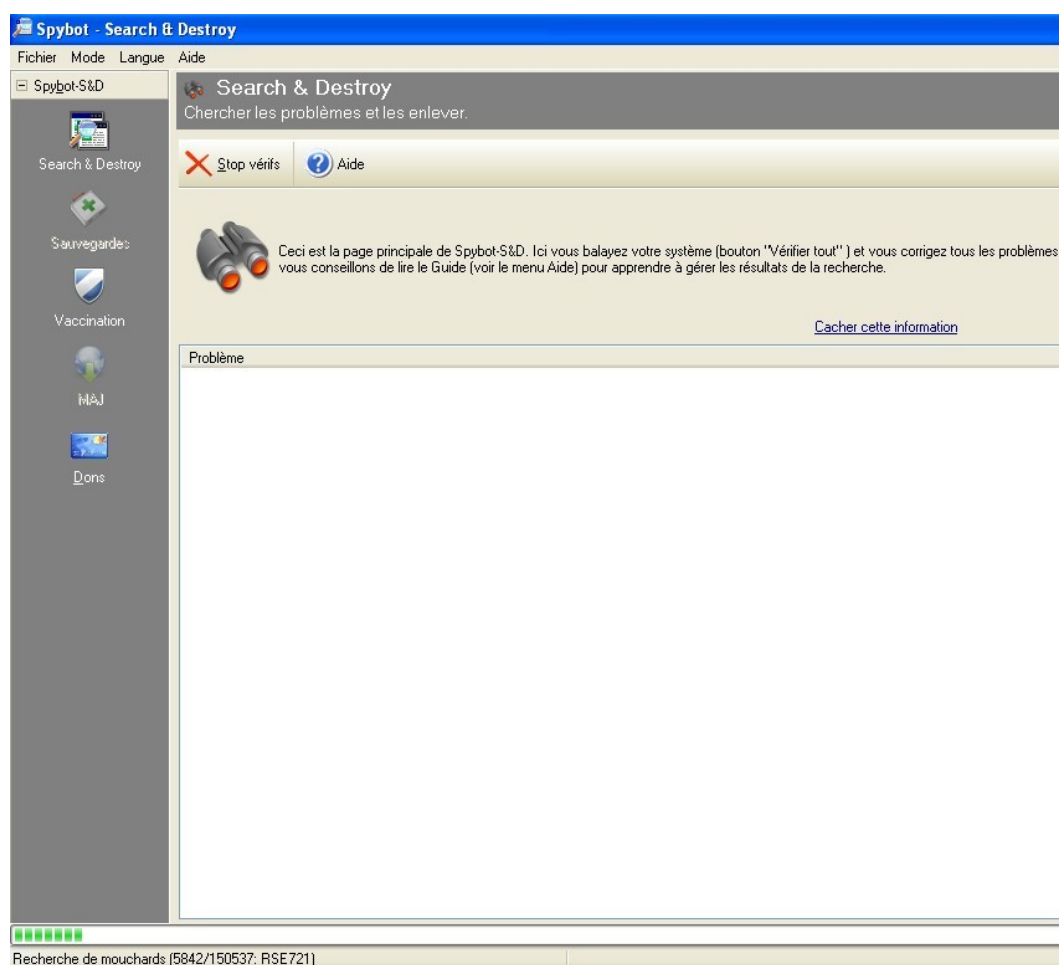 Spybot - Search & Destroy
Fichier Mode Langue Aide
Spybot-S&D
Search & Destroy
Chercher les problèmes et les enlever.
Search & Destroy
Stop vérifs
Aide
Sauvegardes
Ceci est la page principale de Spybot-S&D. Ici vous balayez votre système (bouton "Vérifier tout" ) et vous corrigez tous les problèmes
vous conseillons de lire le Guide (voir le menu Aide) pour apprendre à gérer les résultats de la recherche.
Vaccination
Cacher cette information
Problème
MAJ
Dons
Recherche de mouchards (5842/150537: RSE721)